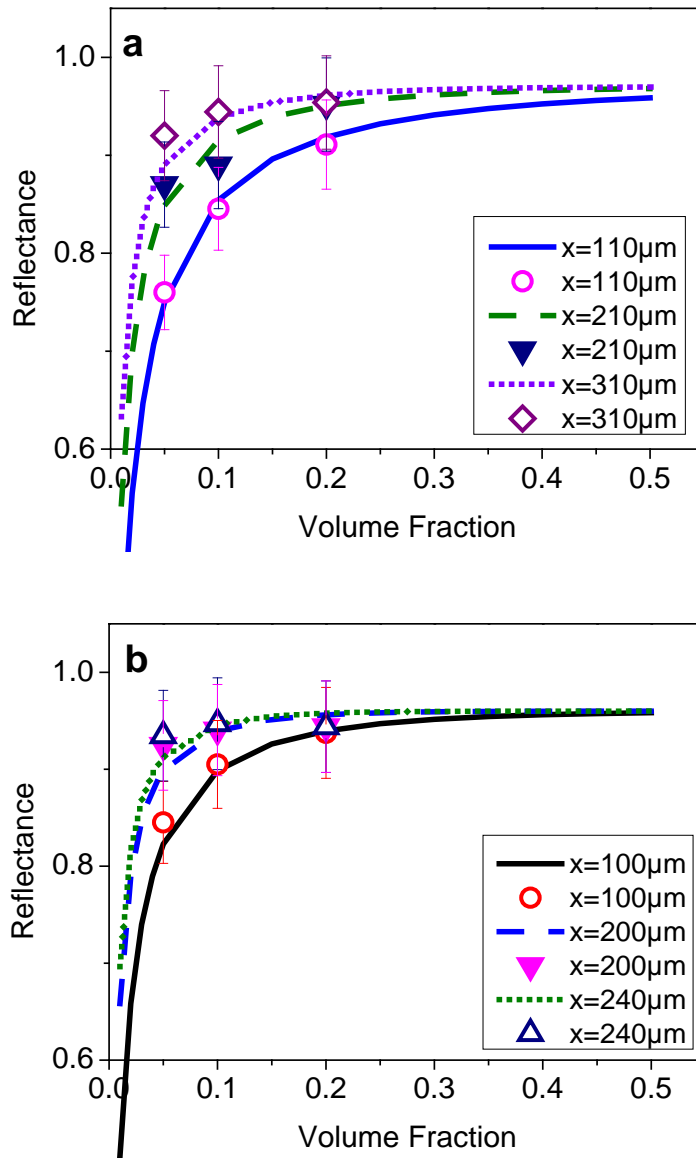 a
1.0
0.8
0.6
Reflectance
x=110μm
x=110μm
x=210μm
x=210μm
x=310μm
x=310μm
0.0 0.1 0.2 0.3 0.4 0.5
Volume Fraction
b
1.0
0.8
0.6
Reflectance
x=100μm
x=100μm
x=200μm
x=200μm
x=240μm
x=240μm
0.0 0.1 0.2 0.3 0.4 0.5
Volume Fraction